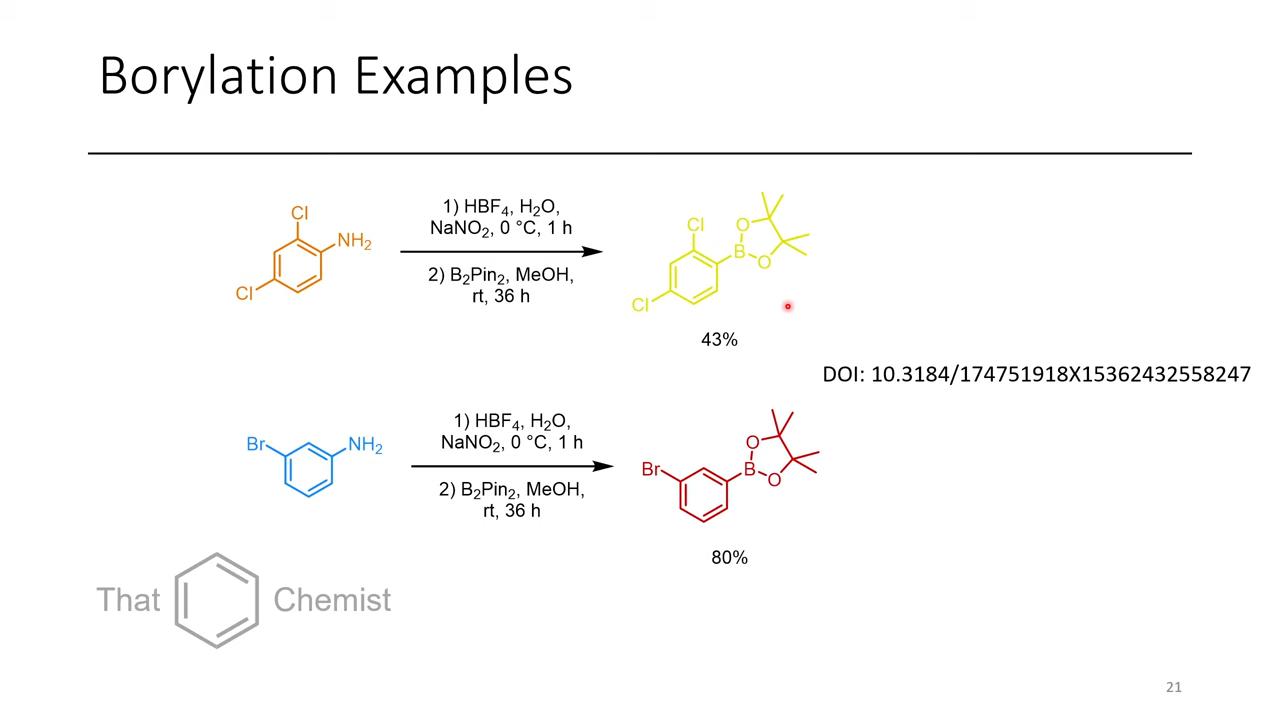 Borylation Examples
Cl
NH₂
Cl
1) HBF₄, H₂O,
NaNO₂, 0 °C, 1 h
2) B₂Pin₂, MeOH,
rt, 36 h
Cl
O
B
O
Cl
43%
DOI: 10.3184/174751918X15362432558247
Br
NH₂
1) HBF₄, H₂O,
NaNO₂, 0 °C, 1 h
2) B₂Pin₂, MeOH,
rt, 36 h
O
Br
B
O
80%
That Chemist
21